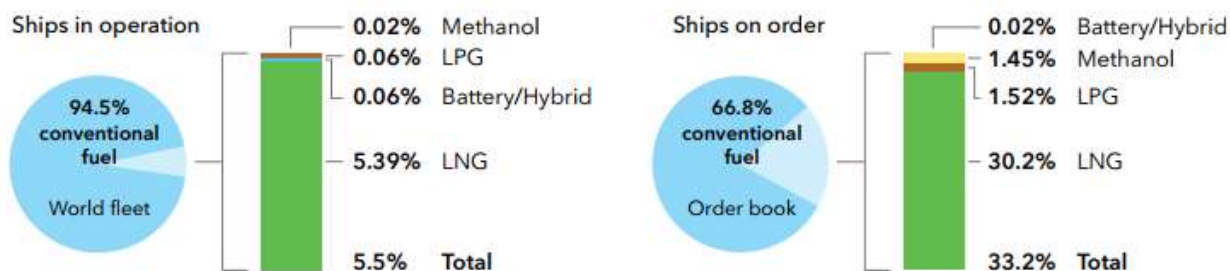 Ships in operation
94.5%
conventional
fuel
World fleet
0.02% Methanol
0.06% LPG
0.06% Battery/Hybrid
5.39% LNG
5.5% Total
Ships on order
66.8%
conventional
fuel
Order book
0.02% Battery/Hybrid
1.45% Methanol
1.52% LPG
30.2% LNG
33.2% Total